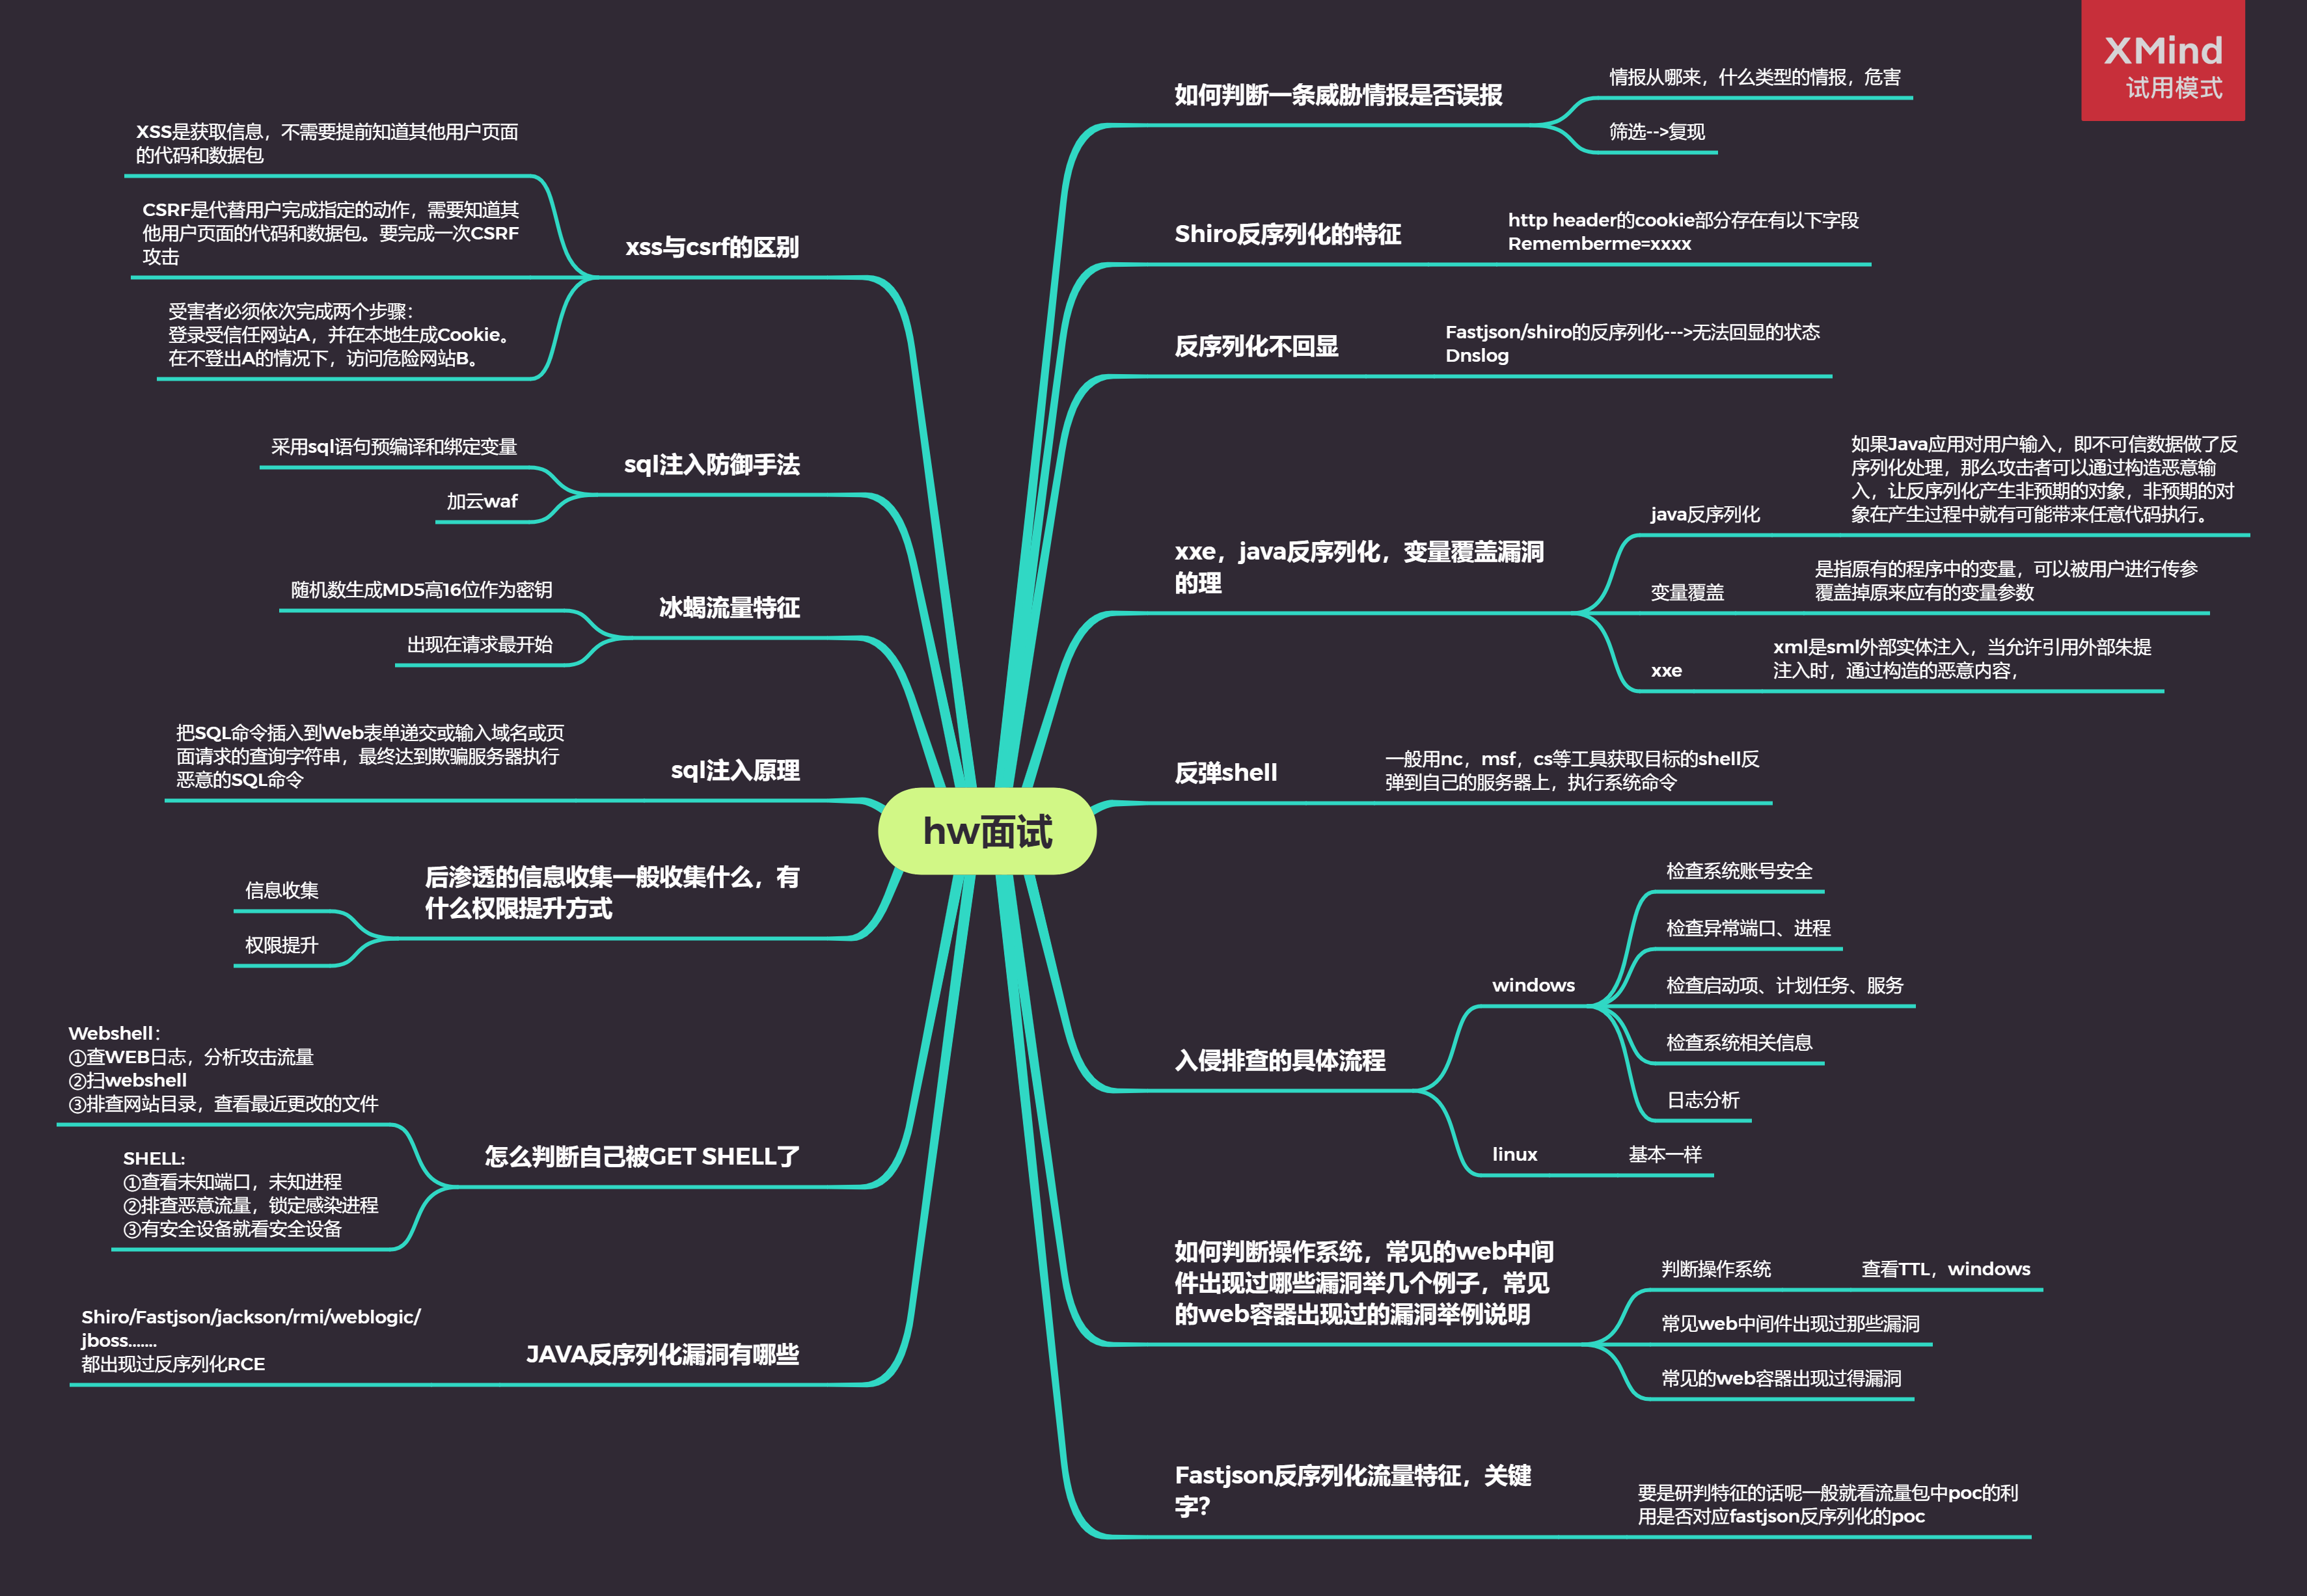 XMind
试用模式
hw面试
如何判断一条威胁情报是否误报
情报从哪来，什么类型的情报，危害
筛选-->复现
Shiro反序列化的特征
http header的cookie部分存在有以下字段
Rememberme=xxxx
反序列化不回显
Fastjson/shiro的反序列化--->无法回显的状态
Dnslog
xxe，java反序列化，变量覆盖漏洞
的理
java反序列化
如果Java应用对用户输入，即不可信数据做了反
序列化处理，那么攻击者可以通过构造恶意输
入，让反序列化产生非预期的对象，非预期的对
象在产生过程中就有可能带来任意代码执行。
变量覆盖
是指原有的程序中的变量，可以被用户进行传参
覆盖掉原来应有的变量参数
xxe
xml是sml外部实体注入，当允许引用外部朱提
注入时，通过构造的恶意内容，
反弹shell
一般用nc，msf，cs等工具获取目标的shell反
弹到自己的服务器上，执行系统命令
入侵排查的具体流程
windows
检查系统账号安全
检查异常端口、进程
检查启动项、计划任务、服务
检查系统相关信息
日志分析
linux
基本一样
如何判断操作系统，常见的web中间
件出现过哪些漏洞举几个例子，常见
的web容器出现过的漏洞举例说明
判断操作系统
查看TTL，windows
常见web中间件出现过那些漏洞
常见的web容器出现过得漏洞
Fastjson反序列化流量特征，关键
字？
要是研判特征的话呢一般就看流量包中poc的利
用是否对应fastjson反序列化的poc
xss与csrf的区别
XSS是获取信息，不需要提前知道其他用户页面
的代码和数据包
CSRF是代替用户完成指定的动作，需要知道其
他用户页面的代码和数据包。要完成一次CSRF
攻击
受害者必须依次完成两个步骤：
登录受信任网站A，并在本地生成Cookie。
在不登出A的情况下，访问危险网站B。
sql注入防御手法
采用sql语句预编译和绑定变量
加云waf
冰蝎流量特征
随机数生成MD5高16位作为密钥
出现在请求最开始
sql注入原理
把SQL命令插入到Web表单递交或输入域名或页
面请求的查询字符串，最终达到欺骗服务器执行
恶意的SQL命令
后渗透的信息收集一般收集什么，有
什么权限提升方式
信息收集
权限提升
怎么判断自己被GET SHELL了
Webshell：
①查WEB日志，分析攻击流量
②扫webshell
③排查网站目录，查看最近更改的文件
SHELL:
①查看未知端口，未知进程
②排查恶意流量，锁定感染进程
③有安全设备就看安全设备
JAVA反序列化漏洞有哪些
Shiro/Fastjson/jackson/rmi/weblogic/
jboss.......
都出现过反序列化RCE